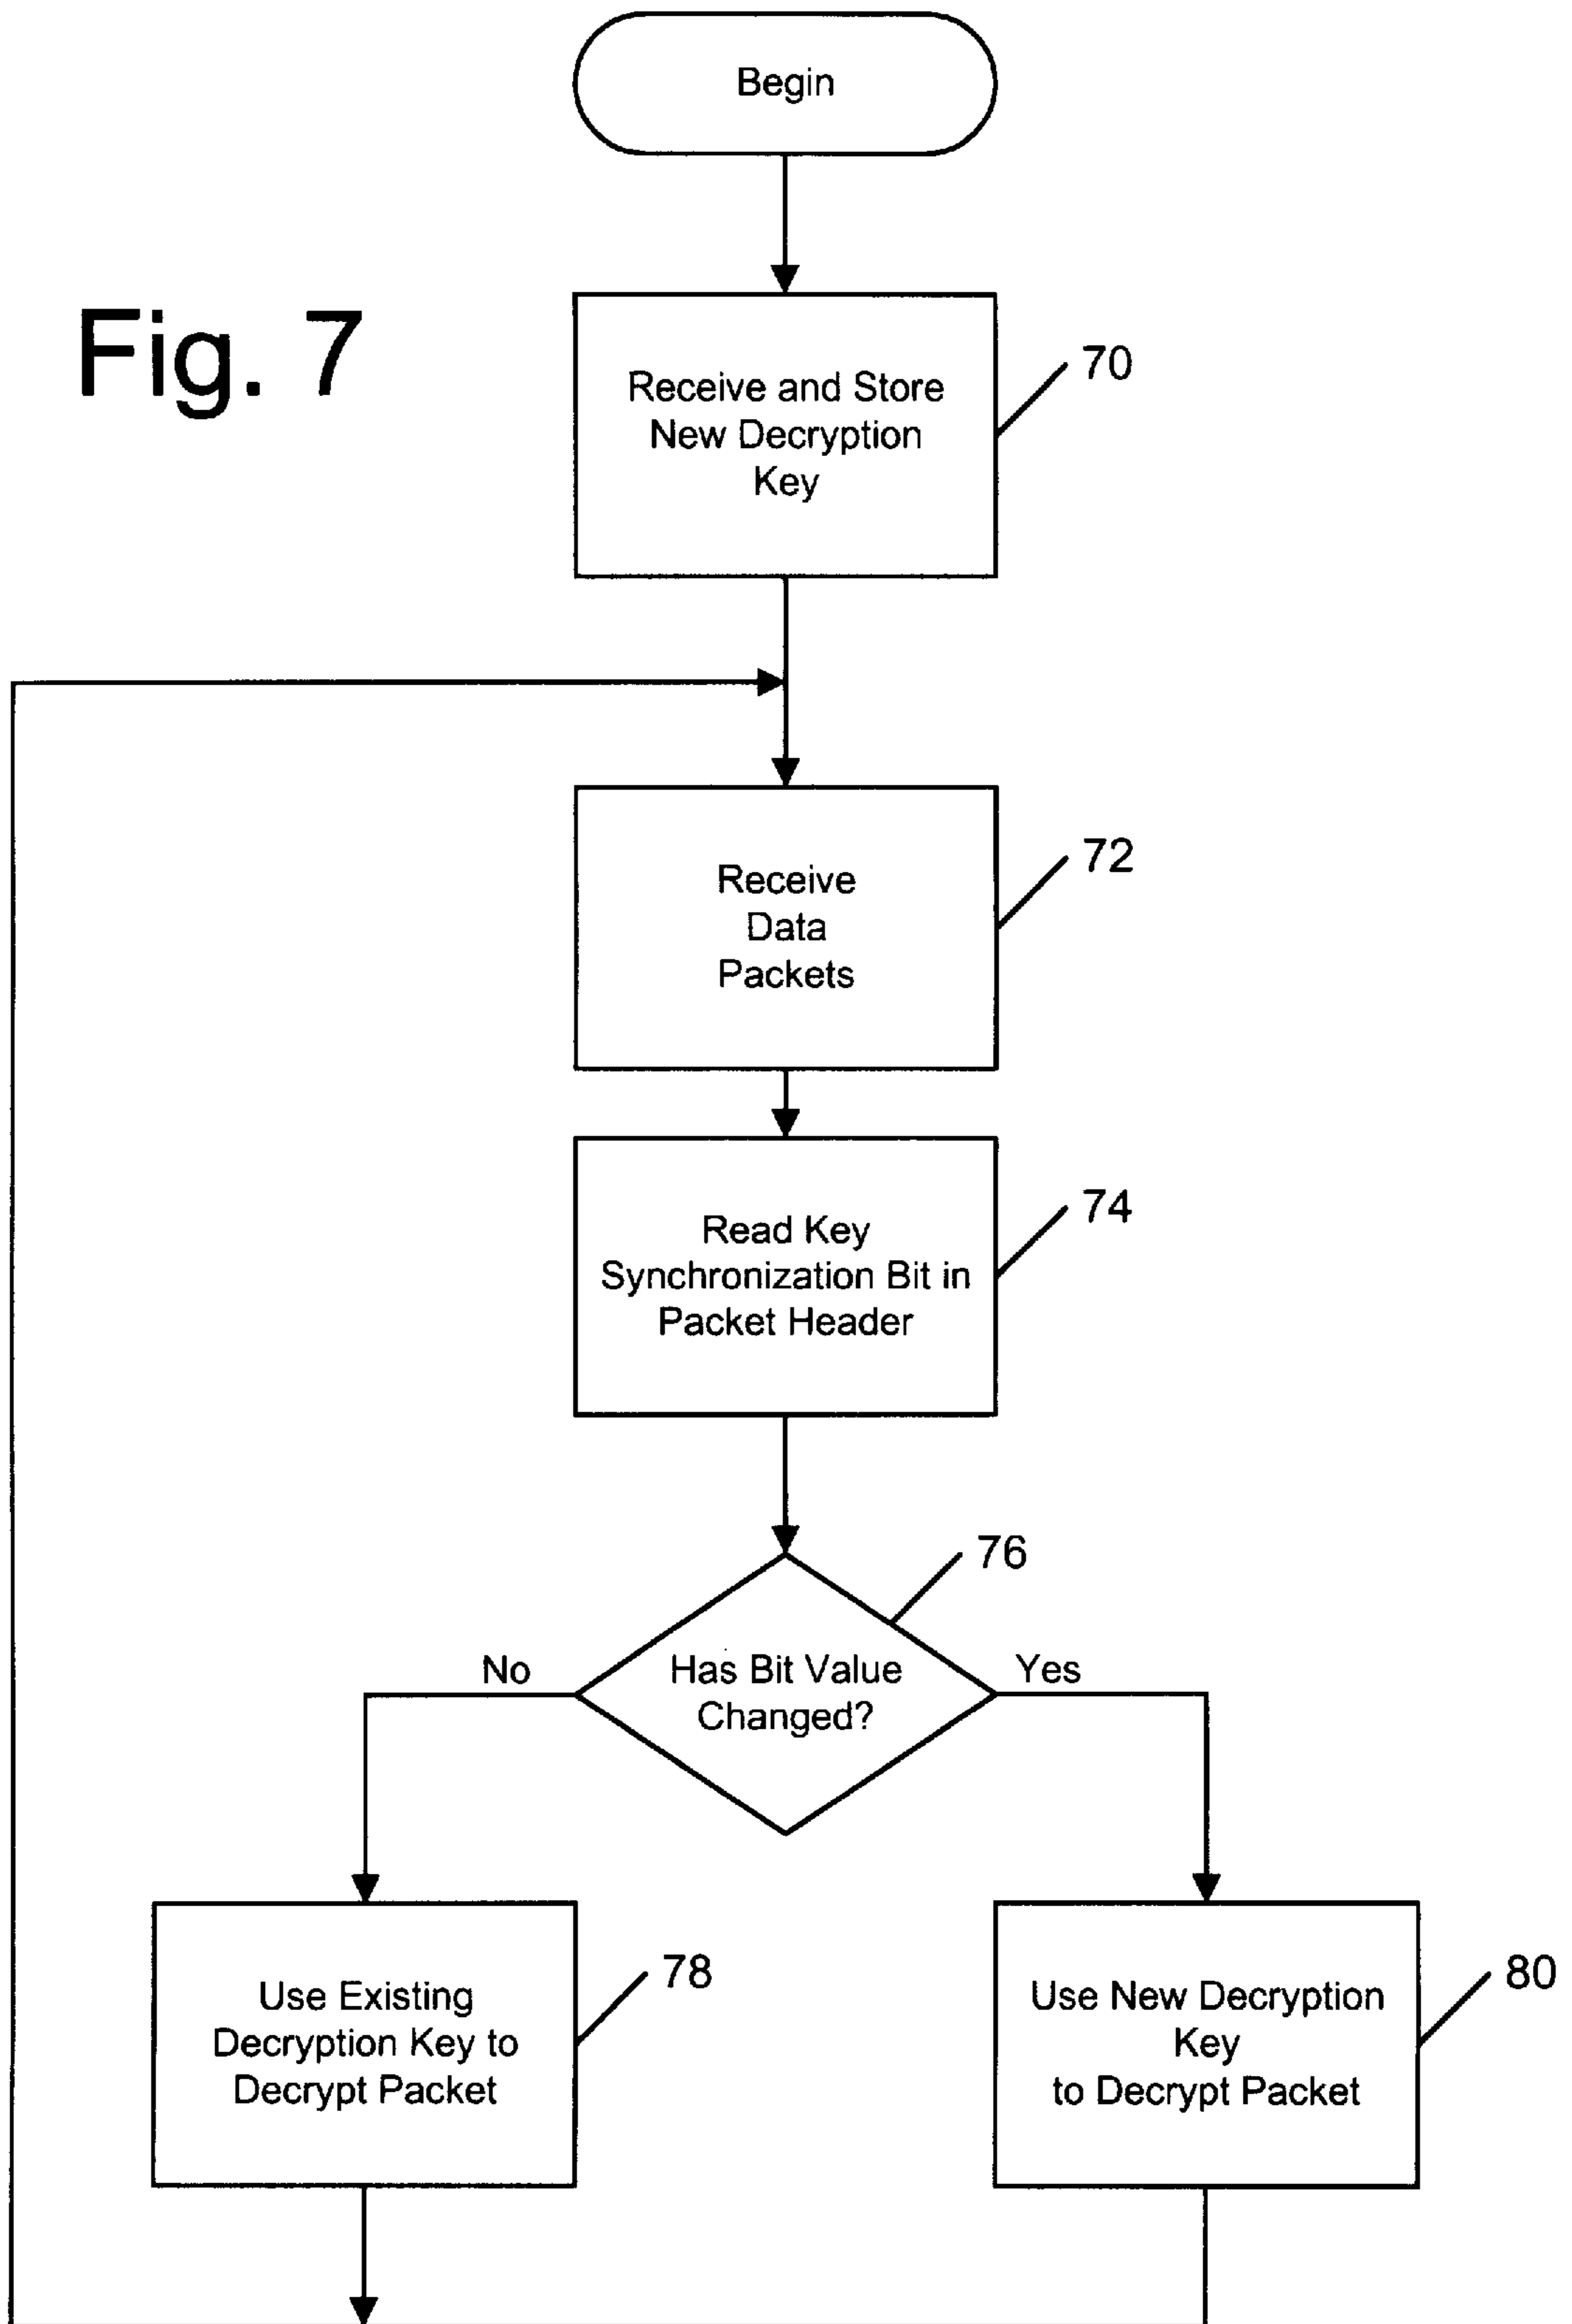 Begin
Fig. 7
Receive and Store
New Decryption
Key
70
Receive
Data
Packets
72
Read Key
Synchronization Bit in
Packet Header
74
76
No
Has Bit Value
Changed?
Yes
Use Existing
Decryption Key to
Decrypt Packet
78
Use New Decryption
Key
to Decrypt Packet
80